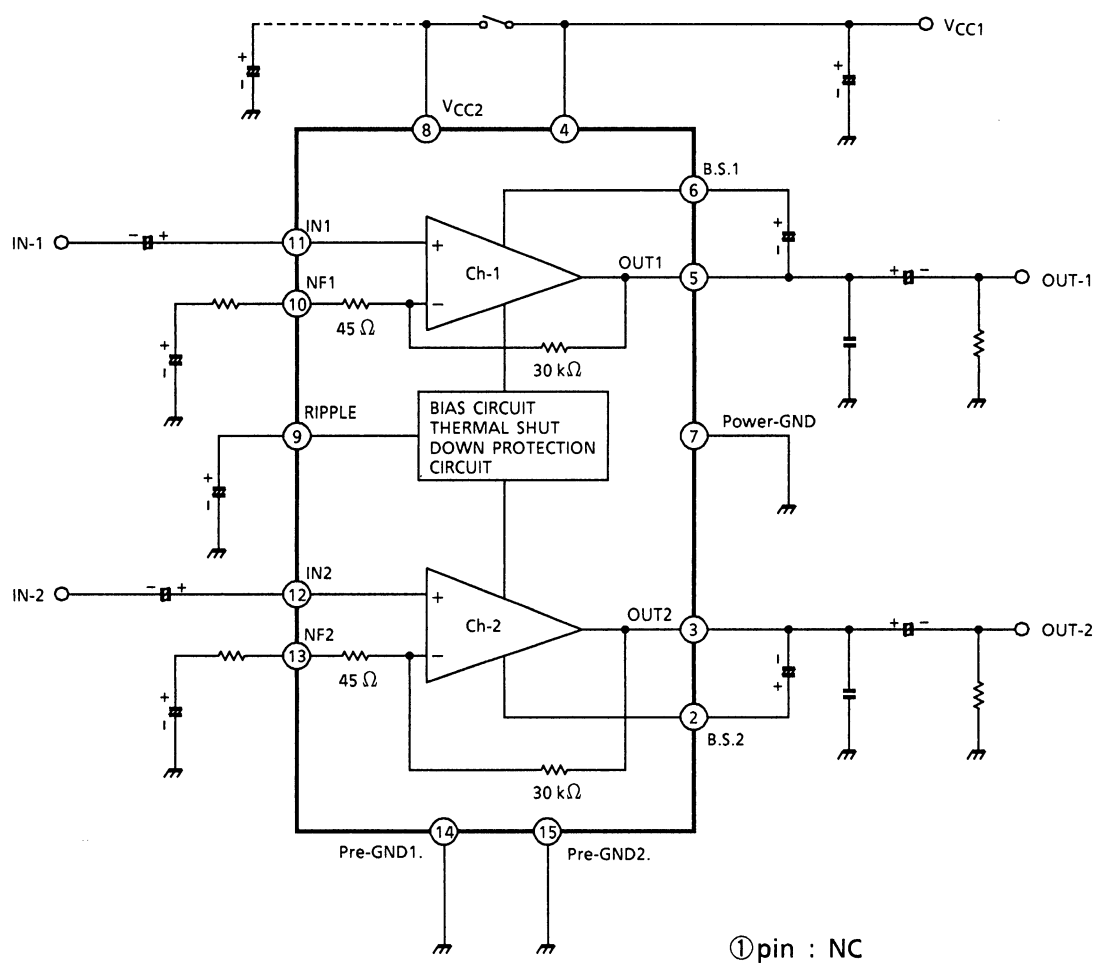 VCC1
+
−
+
−
VCC2
8
4
B.S.1
6
IN-1
− +
IN1
11
+
Ch-1
OUT1
5
+
−
+ −
OUT-1
NF1
10
45 Ω
−
30 kΩ
+
−
RIPPLE
9
BIAS CIRCUIT
THERMAL SHUT
DOWN PROTECTION
CIRCUIT
Power-GND
7
+
−
IN-2
− +
IN2
12
+
Ch-2
OUT2
3
+ −
OUT-2
NF2
13
45 Ω
−
−
+
+
−
2
B.S.2
30 kΩ
14
15
Pre-GND1.
Pre-GND2.
①pin : NC